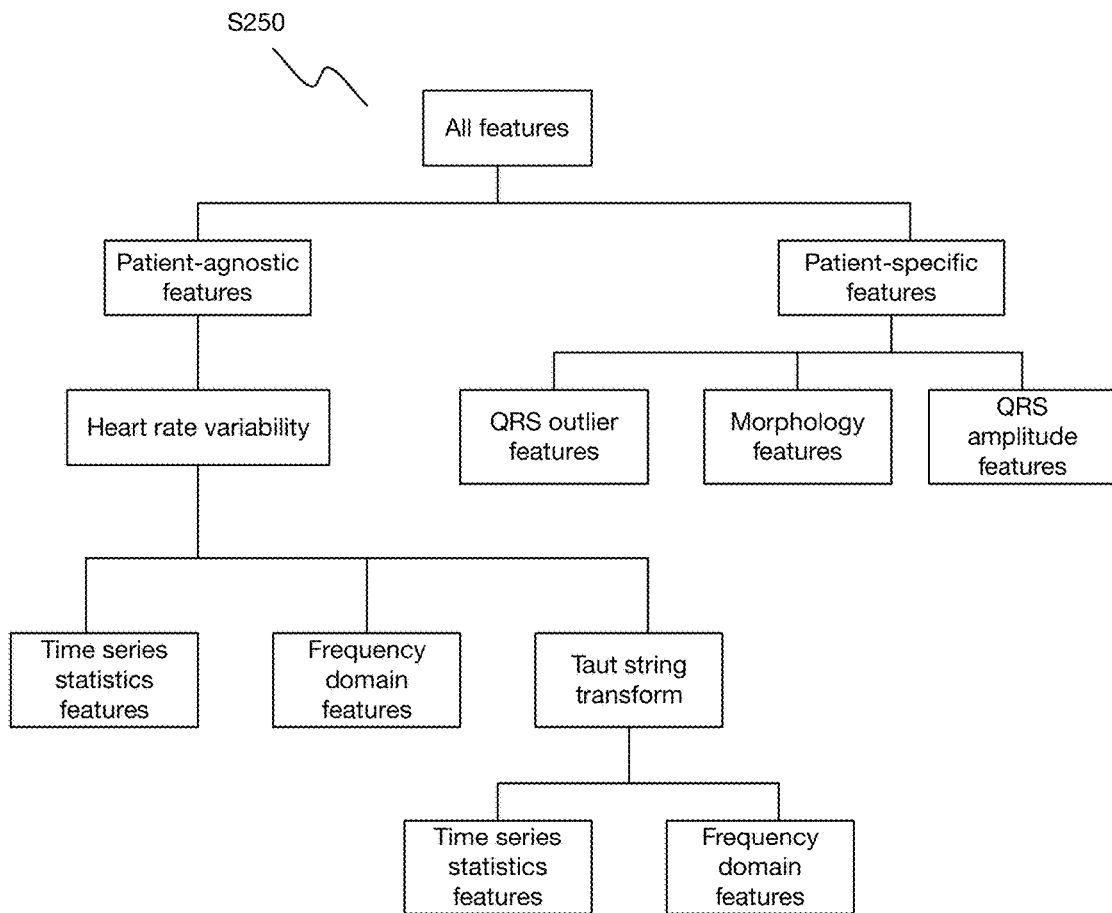 S250
All features
Patient-agnostic
features
Patient-specific
features
Heart rate variability
QRS outlier
features
Morphology
features
QRS
amplitude
features
Time series
statistics
features
Frequency
domain
features
Taut string
transform
Time series
statistics
features
Frequency
domain
features